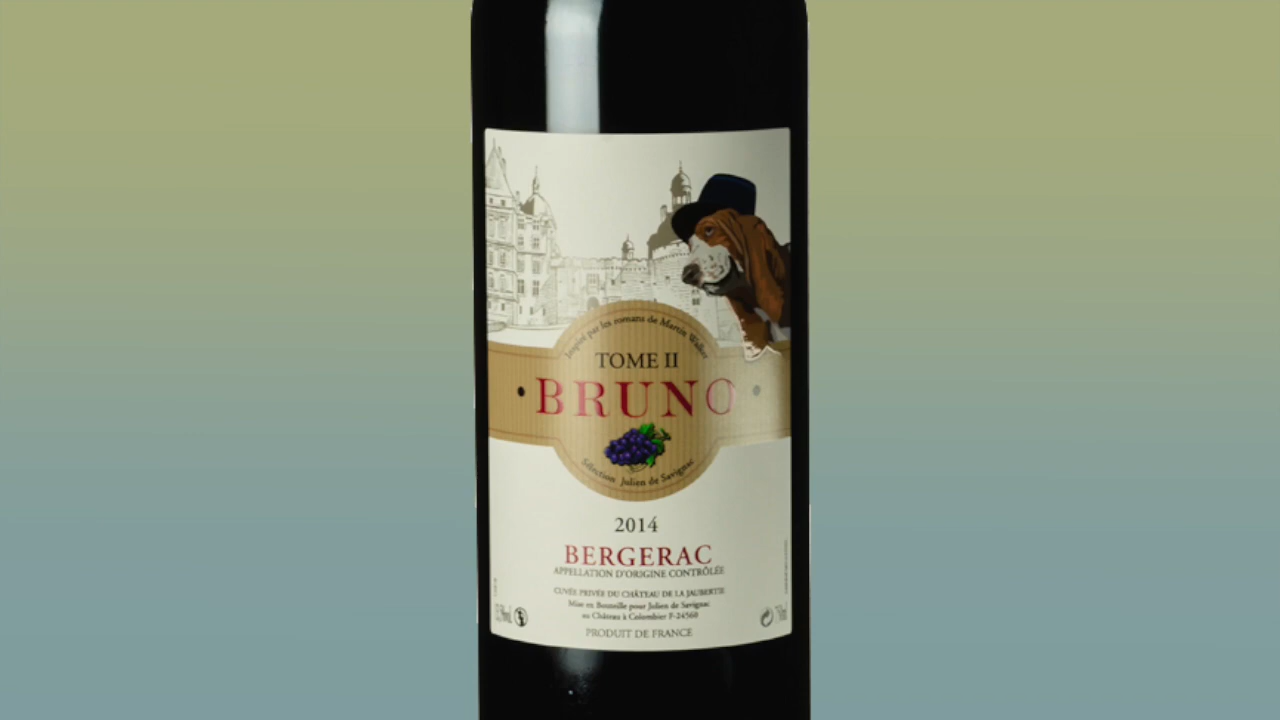 Inspiré par les romans de Martin Walker
TOME II
• BRUNO •
Sélection Julien de Savignac
2014
BERGERAC
APPELLATION D'ORIGINE CONTRÔLÉE
CUVÉE PRIVÉE DU CHÂTEAU DE LA JAUBERTIE
Mise en Bouteille pour Julien de Savignac
au Château à Colombier F-24560
PRODUIT DE FRANCE